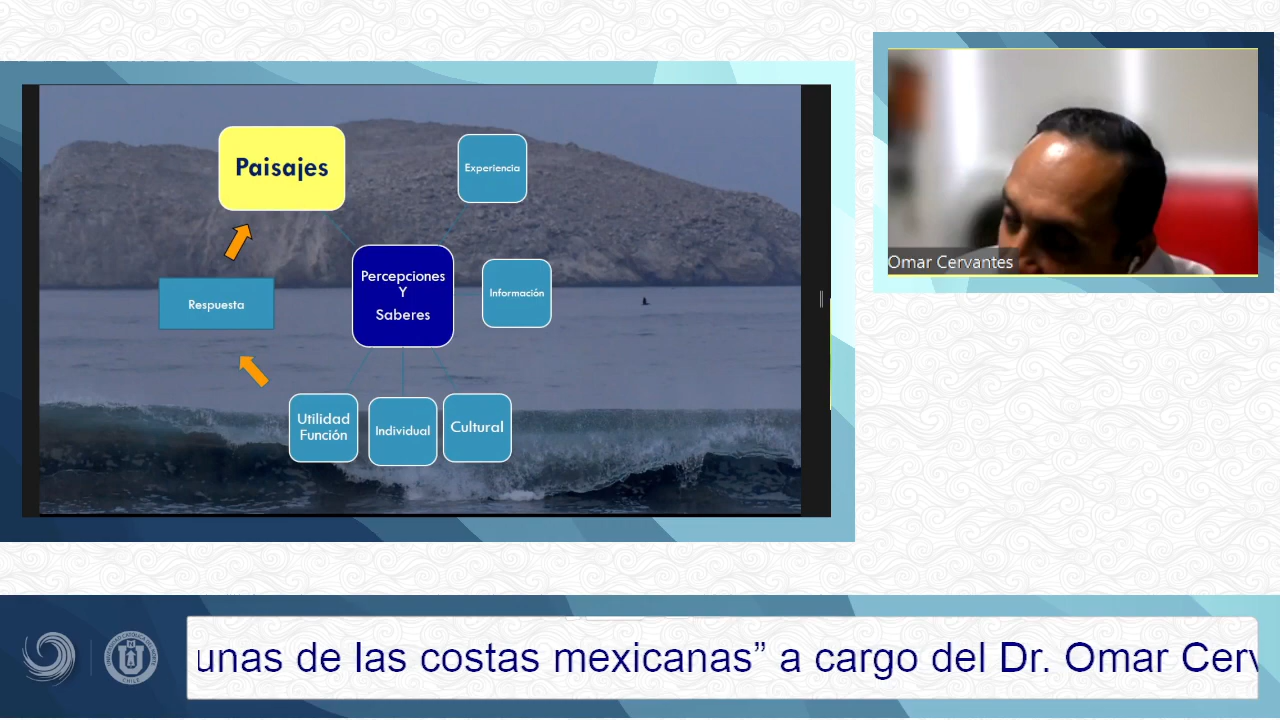 Paisajes
Experiencia
Percepciones
Y
Saberes
Información
Respuesta
Utilidad
Función
Individual
Cultural
Omar Cervantes
unas de las costas mexicanas” a cargo del Dr. Omar Cerv